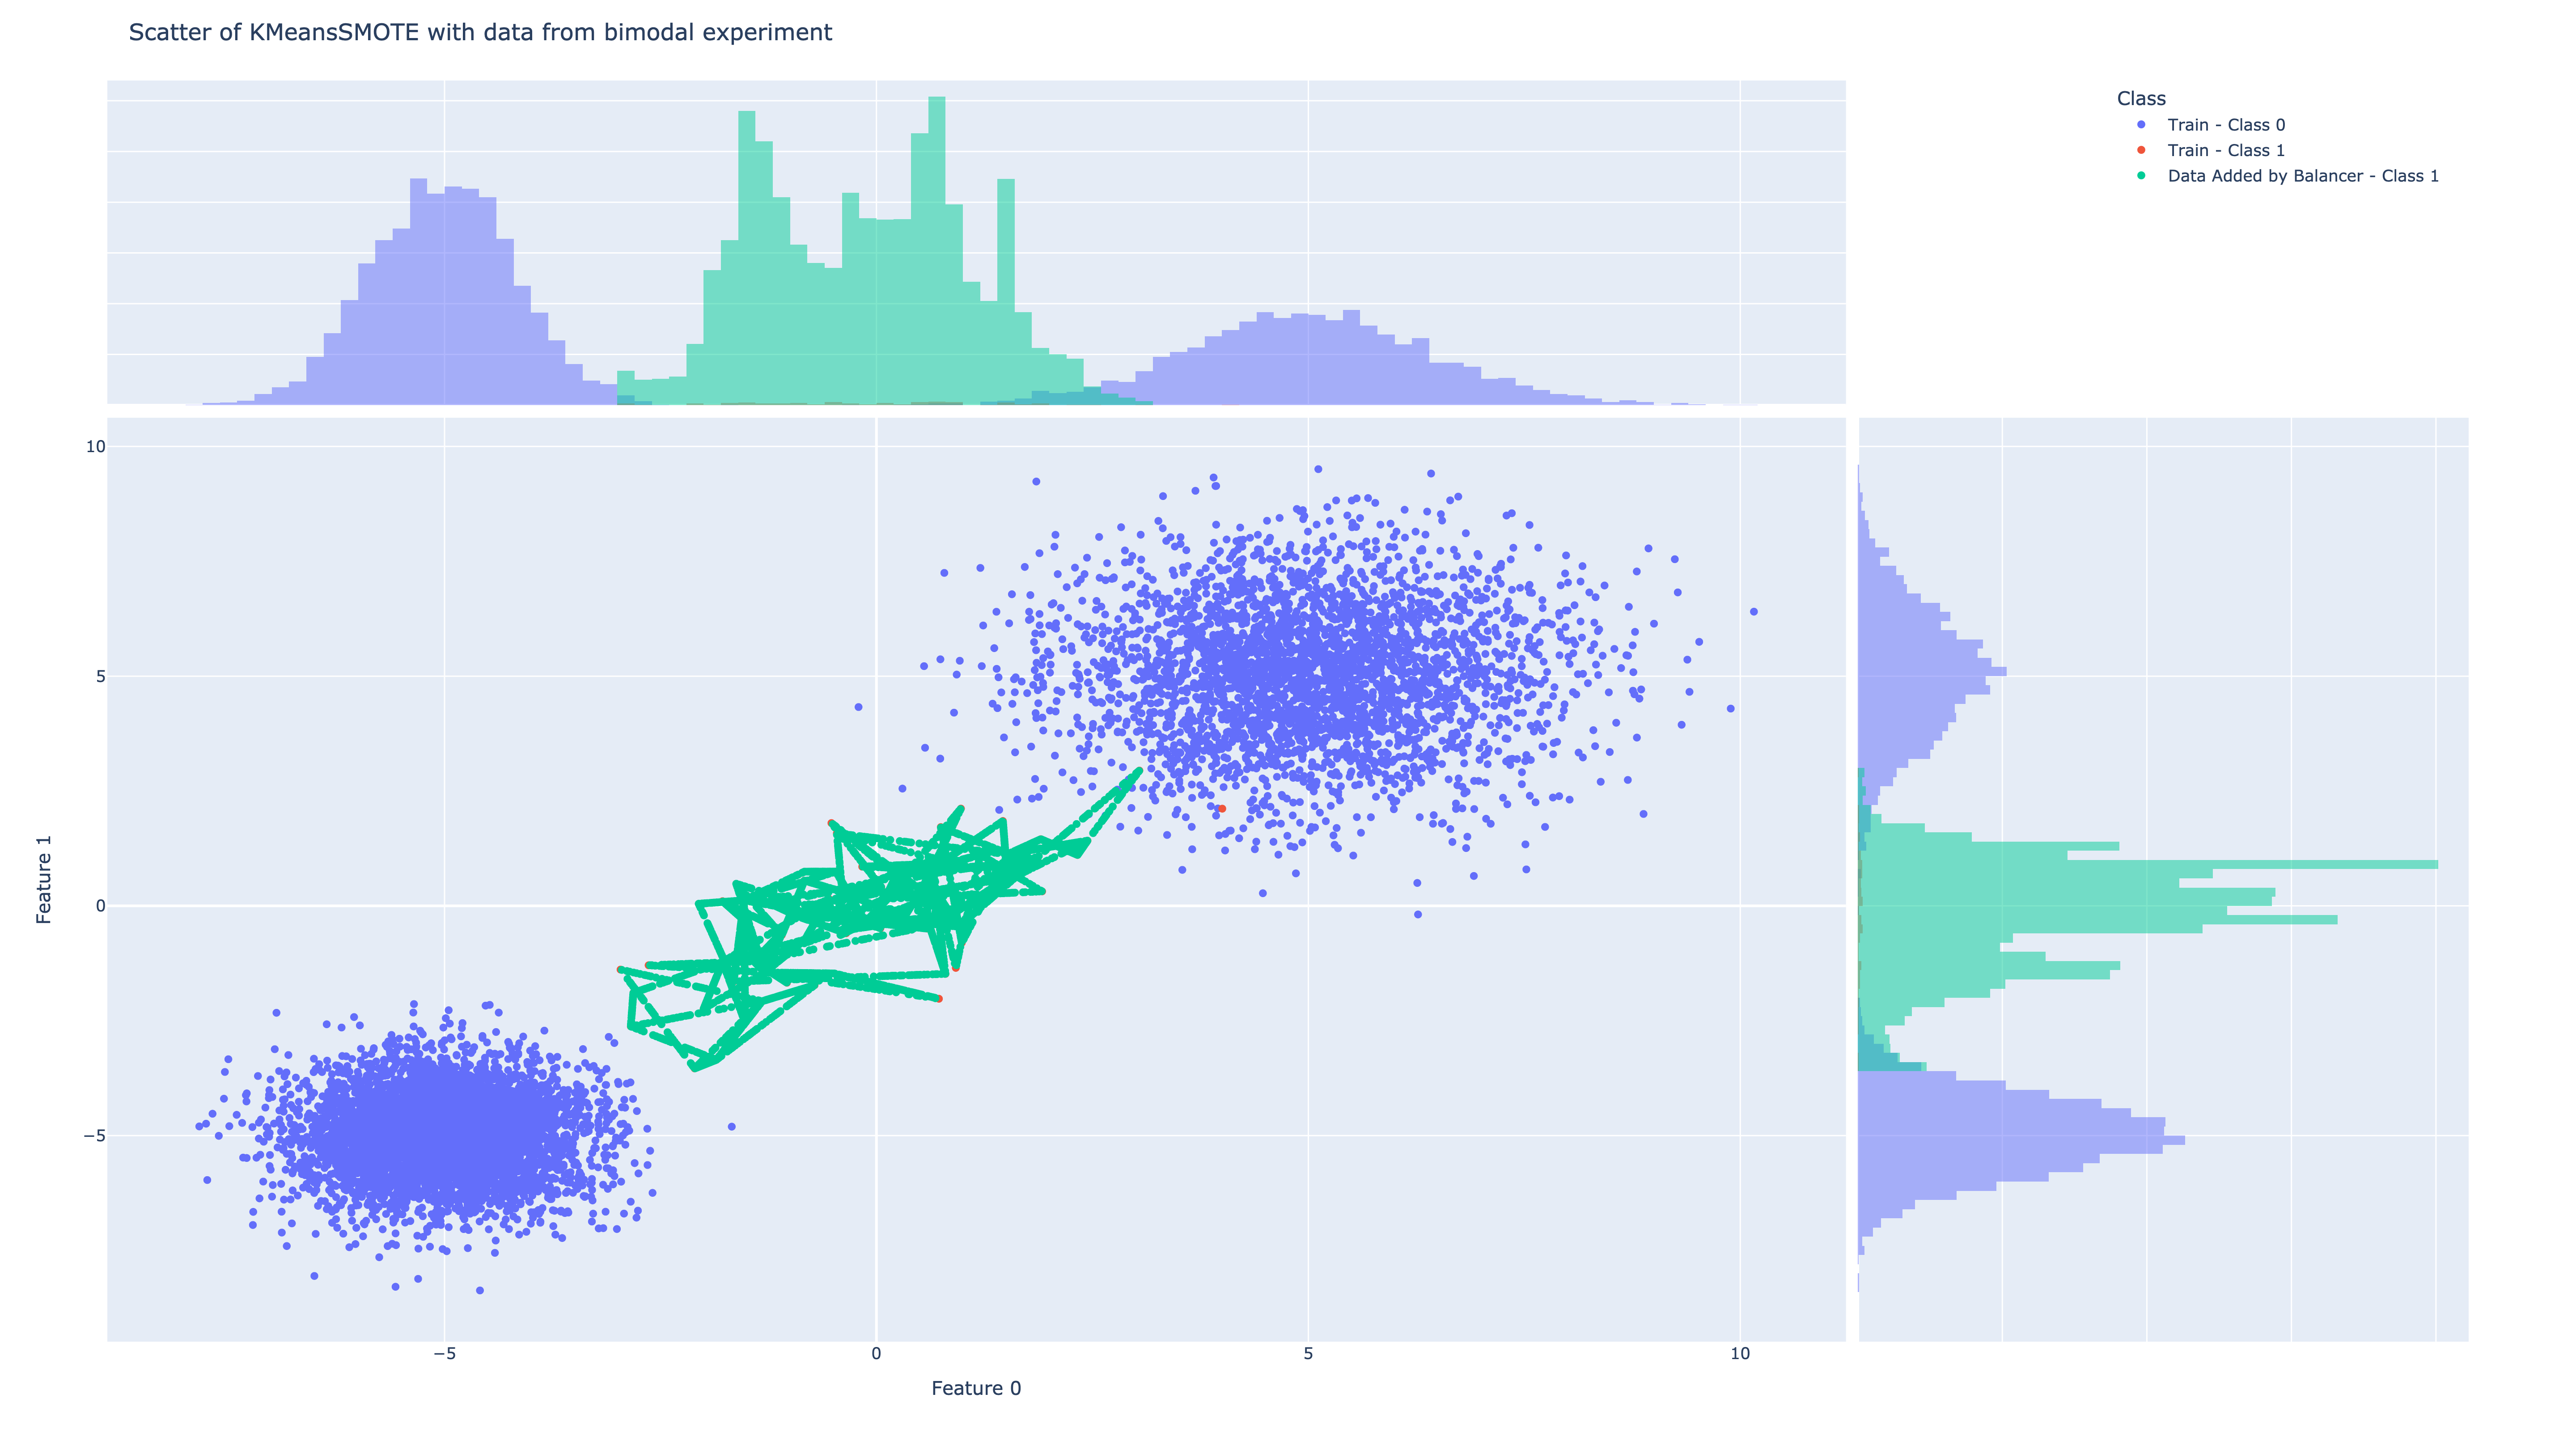 Scatter of KMeansSMOTE with data from bimodal experiment
Class
Train - Class 0
Train - Class 1
Data Added by Balancer - Class 1
10
5
0
−5
Feature 1
−5
0
5
10
Feature 0